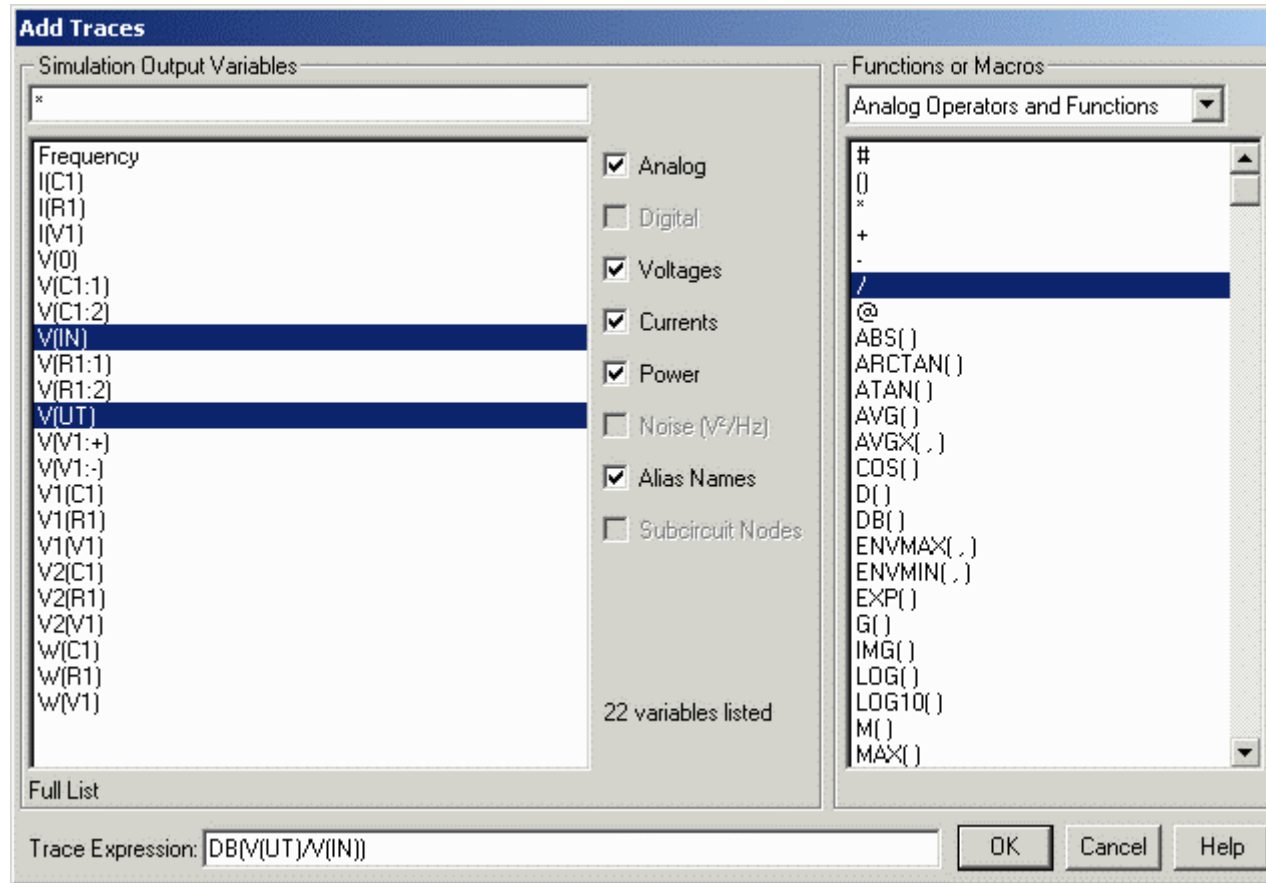 Add Traces
Simulation Output Variables
*
Frequency
I(C1)
I(R1)
I(V1)
V(0)
V(C1:1)
V(C1:2)
V(IN)
V(R1:1)
V(R1:2)
V(UT)
V(V1:+)
V(V1:-)
V1(C1)
V1(R1)
V1(V1)
V2(C1)
V2(R1)
V2(V1)
W(C1)
W(R1)
W(V1)
Full List
Analog
Digital
Voltages
Currents
Power
Noise (V²/Hz)
Alias Names
Subcircuit Nodes
22 variables listed
Functions or Macros
Analog Operators and Functions
#
()
*
+
-
/
@
ABS( )
ARCTAN( )
ATAN( )
AVG( )
AVGX( , )
COS( )
D( )
DB( )
ENVMAX( , )
ENVMIN( , )
EXP( )
G( )
IMG( )
LOG( )
LOG10( )
M( )
MAX( )
Trace Expression: DB(V(UT)/V(IN))
OK Cancel Help